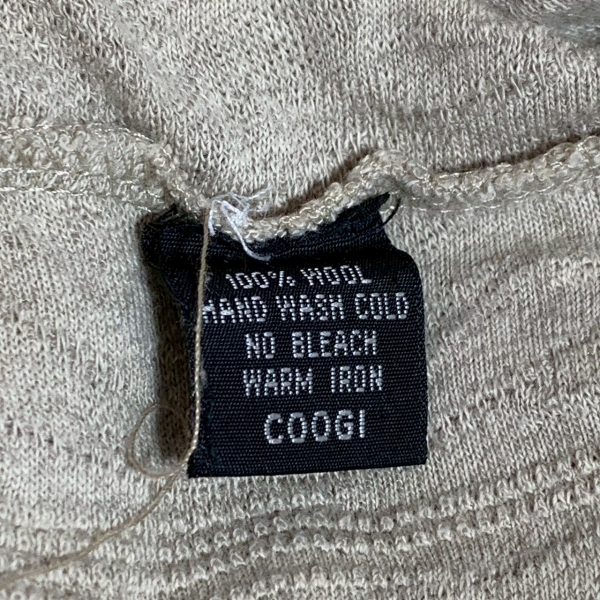 100% WOOL
HAND WASH COLD
NO BLEACH
WARM IRON
COOGI